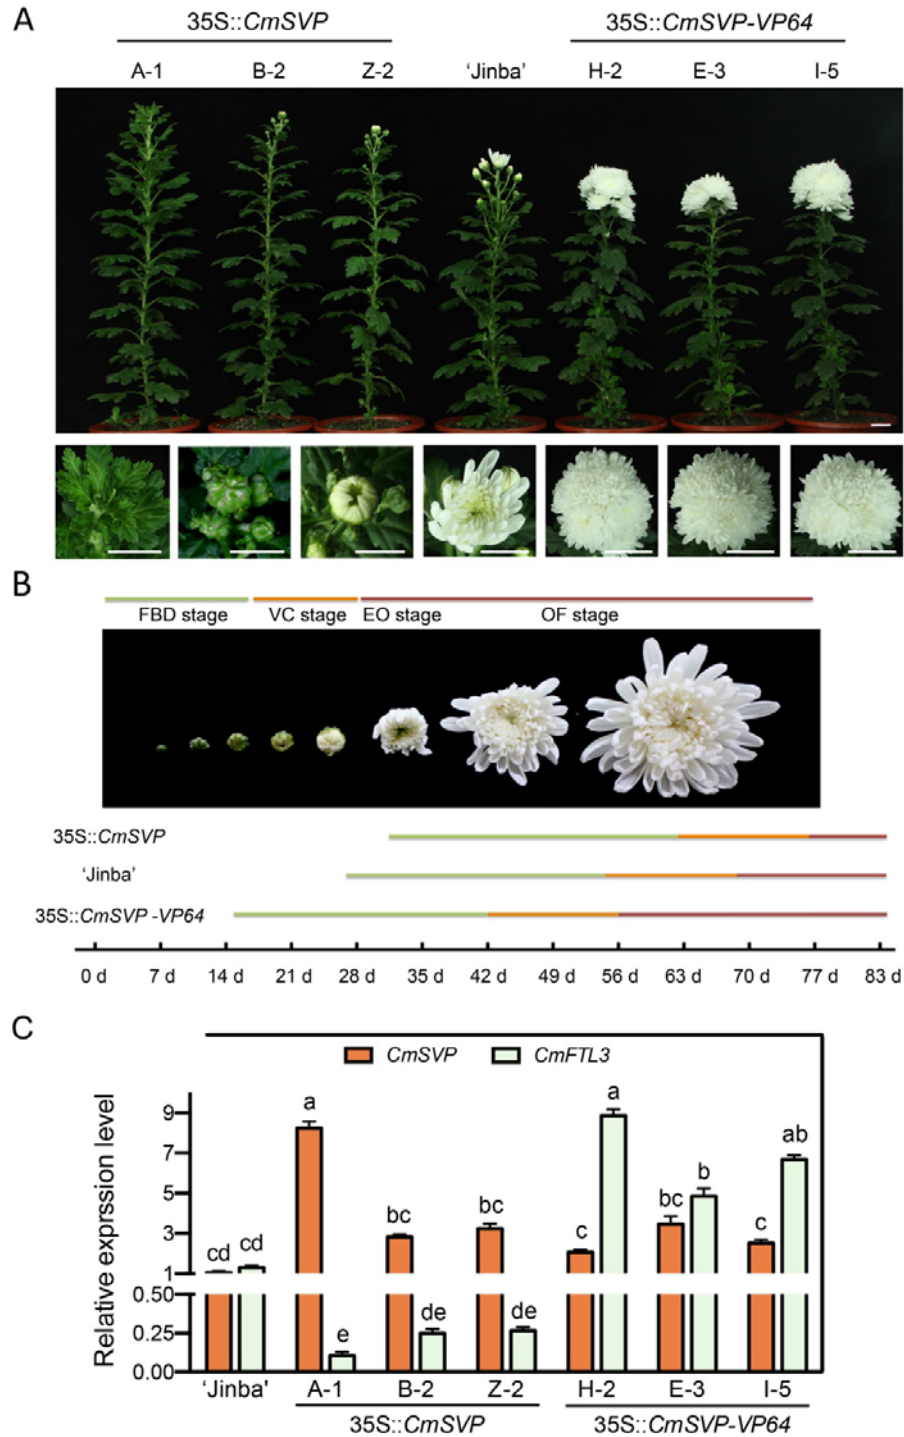 A
35S::CmSVP
35S::CmSVP-VP64
A-1 B-2 Z-2 ‘Jinba’ H-2 E-3 I-5
B
FBD stage VC stage EO stage OF stage
35S::CmSVP
‘Jinba’
35S::CmSVP -VP64
0 d 7 d 14 d 21 d 28 d 35 d 42 d 49 d 56 d 63 d 70 d 77 d 83 d
C
CmSVP CmFTL3
Relative exprssion level
9
7
5
3
1
0.50
0.25
0.00
cd cd a e bc de bc de c a bc b c ab
‘Jinba’ A-1 B-2 Z-2 H-2 E-3 I-5
35S::CmSVP 35S::CmSVP-VP64